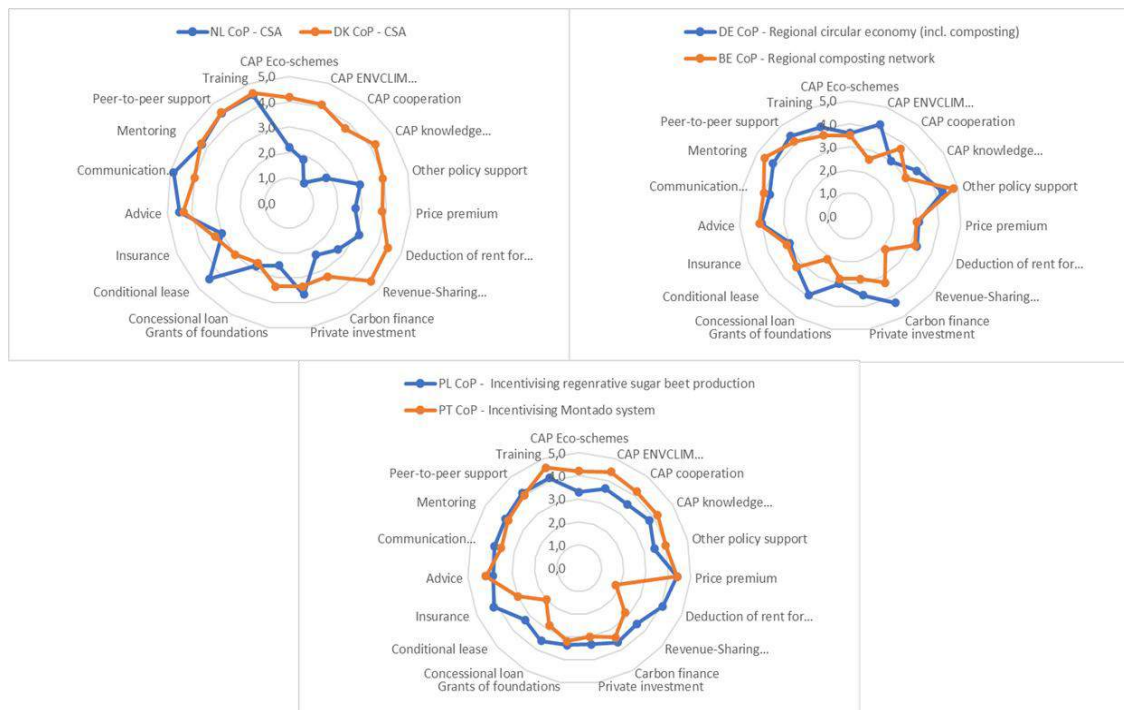 NL CoP - CSA
DK CoP - CSA
CAP Eco-schemes
CAP ENVCLIM...
CAP cooperation
CAP knowledge...
Other policy support
Price premium
Deduction of rent for...
Revenue-Sharing...
Carbon finance
Private investment
Grants of foundations
Concessional loan
Conditional lease
Insurance
Advice
Communication...
Mentoring
Peer-to-peer support
Training
5,0
4,0
3,0
2,0
1,0
0,0
DE CoP - Regional circular economy (incl. composting)
BE CoP - Regional composting network
CAP Eco-schemes
CAP ENVCLIM...
CAP cooperation
CAP knowledge...
Other policy support
Price premium
Deduction of rent for...
Revenue-Sharing...
Carbon finance
Private investment
Grants of foundations
Concessional loan
Conditional lease
Insurance
Advice
Communication...
Mentoring
Peer-to-peer support
Training
5,0
4,0
3,0
2,0
1,0
0,0
PL CoP - Incentivising regenrative sugar beet production
PT CoP - Incentivising Montado system
CAP Eco-schemes
CAP ENVCLIM...
CAP cooperation
CAP knowledge...
Other policy support
Price premium
Deduction of rent for...
Revenue-Sharing...
Carbon finance
Private investment
Grants of foundations
Concessional loan
Conditional lease
Insurance
Advice
Communication...
Mentoring
Peer-to-peer support
Training
5,0
4,0
3,0
2,0
1,0
0,0